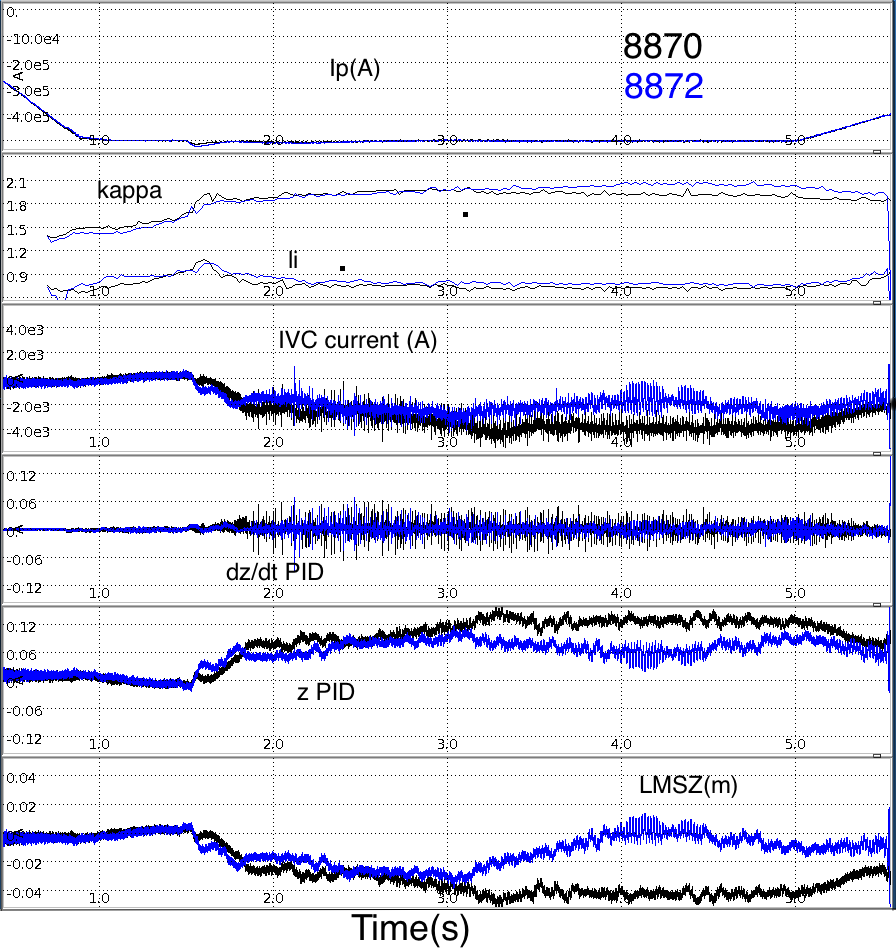 0.
-10.0e4
-2.0e5
A
-3.0e5
-4.0e5
Ip(A)
8870
8872
1.0 2.0 3.0 4.0 5.0
2.1
1.8
1.5
1.2
0.9
kappa
li
1.0 2.0 3.0 4.0 5.0
4.0e3
2.0e3
-2.0e3
-4.0e3
IVC current (A)
1.0 2.0 3.0 4.0 5.0
0.12
0.06
0.
-0.06
-0.12
dz/dt PID
1.0 2.0 3.0 4.0 5.0
0.12
0.06
-0.06
-0.12
z PID
1.0 2.0 3.0 4.0 5.0
0.04
0.02
-0.02
-0.04
LMSZ(m)
1.0 2.0 3.0 4.0 5.0
Time(s)